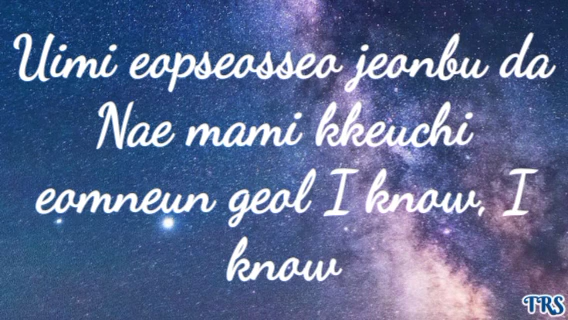 Uimi eopseosseo jeonbu da
Nae mami kkeuchi
eomneun geol I know, I
know
TRS